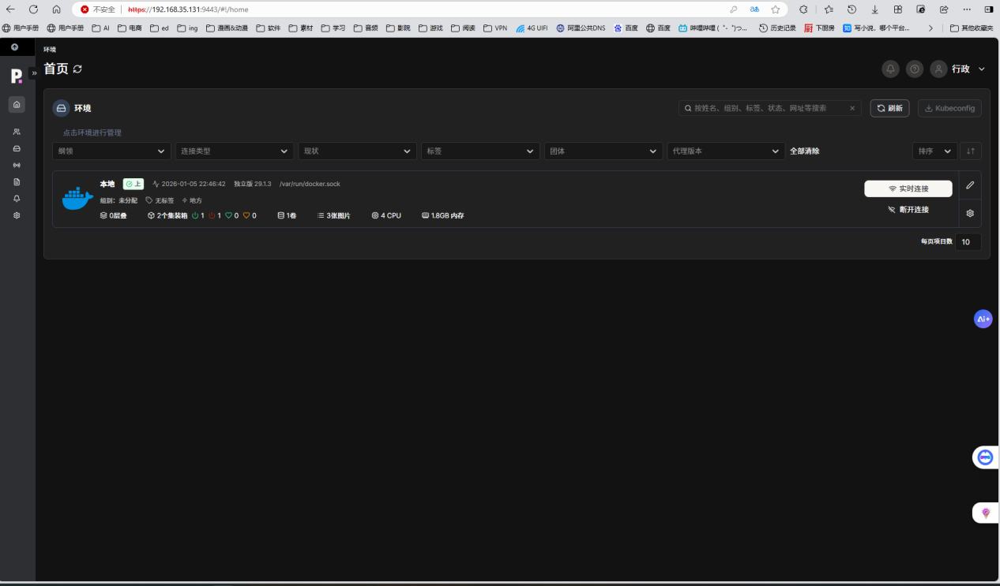 不安全 https://192.168.35.131:9443/#!/home
用户手册 用户手册 AI 电商 ed ing 漫画&动漫 软件 素材 学习 音频 影院 游戏 阅读 VPN 4G UIFI 阿里公共DNS 百度 百度 哔哩哔哩 ( ゜- ゜)つ... 历史记录 下厨房 写小说，哪个平台... 其他收藏夹
环境
首页
行政
环境
按姓名、组别、标签、状态、网址等搜索
刷新
Kubeconfig
点击环境进行管理
纲领 连接类型 现状 标签 团体 代理版本 全部清除 排序
本地 上 2026-01-05 22:46:42 独立版 29.1.3 /var/run/docker.sock
组别：未分配 无标签 地方
0层叠 2个集装箱 1 1 0 0 1卷 3张图片 4 CPU 1.8GB 内存
实时连接
断开连接
每页项目数 10
Ai+